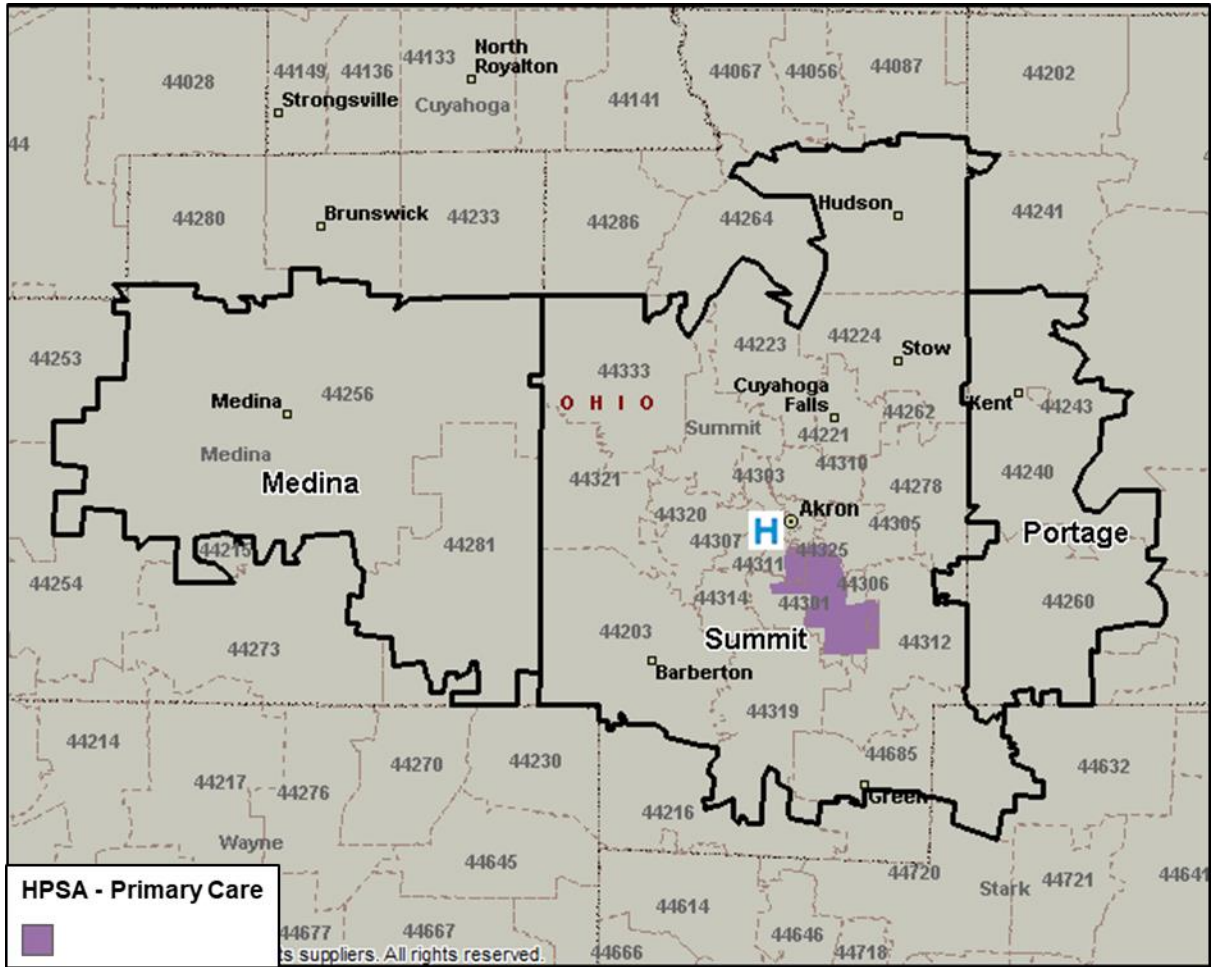 North
Royalton
44133
44149
44136
44028
44067
44056
44087
44202
Strongsville
Cuyahoga
44141
44
44280
Brunswick
44233
44286
44264
Hudson
44241
44253
44333
44223
44224
Stow
44256
Medina
OHIO
Cuyahoga
Falls
Kent
44243
44262
Summit
44221
Medina
Medina
44303
44310
44240
44321
44278
44320
Akron
H
44305
Portage
44307
44281
44215
44311
44325
44254
44306
44314
44301
44260
44203
Summit
44312
44273
Barberton
44319
44214
44270
44230
44685
44632
44217
44276
Green
44216
Wayne
44645
44720
Stark
44721
44641
HPSA - Primary Care
44614
44677
44667
44646
44718
44666
ts suppliers. All rights reserved.